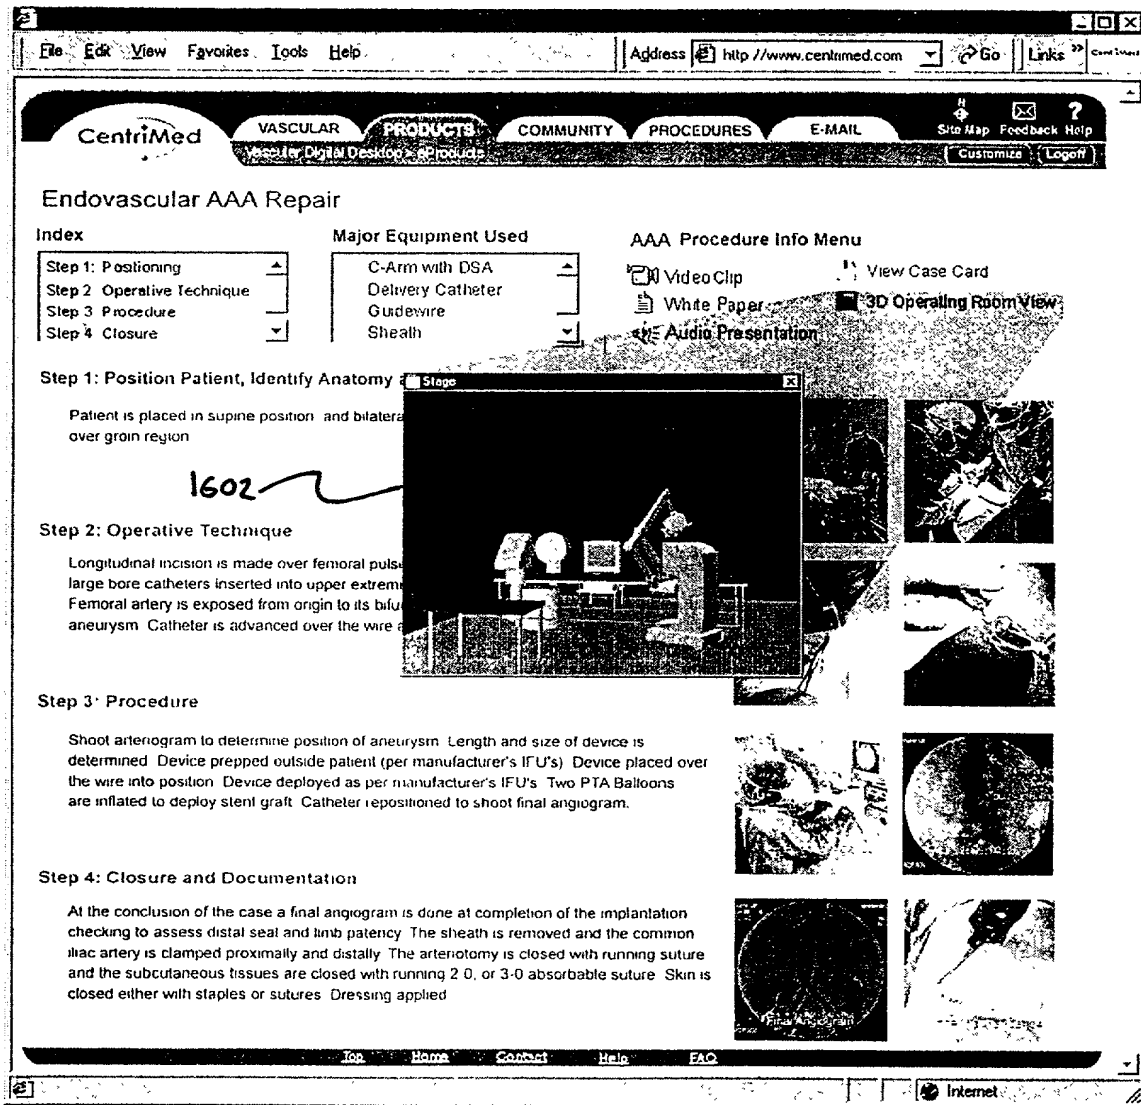 File Edit View Favorites Tools Help
Address http //www.centrimed.com Go Links »
CentriMed
VASCULAR PRODUCTS COMMUNITY PROCEDURES E-MAIL
Site Map Feedback Help
Vascular Digital Desktop > eProducts
Customize Logoff
Endovascular AAA Repair
Index
Step 1: Positioning
Step 2 Operative Technique
Step 3 Procedure
Step 4 Closure
Major Equipment Used
C-Arm with DSA
Delivery Catheter
Guidewire
Sheath
AAA Procedure Info Menu
Video Clip
White Paper
Audio Presentation
View Case Card
3D Operating Room View
Step 1: Position Patient, Identify Anatomy
Stage
Patient is placed in supine position and bilatera
over groin region
1602
Step 2: Operative Technique
Longitudinal incision is made over femoral puls
large bore catheters inserted into upper extrem
Femoral artery is exposed from origin to its bifu
aneurysm Catheter is advanced over the wire
Step 3: Procedure
Shoot arteriogram to determine position of aneurysm Length and size of device is
determined Device prepped outside patient (per manufacturer's IFU's) Device placed over
the wire into position Device deployed as per manufacturer's IFU's Two PTA Balloons
are inflated to deploy stent graft Catheter repositioned to shoot final angiogram.
Step 4: Closure and Documentation
At the conclusion of the case a final angiogram is done at completion of the implantation
checking to assess distal seal and limb patency The sheath is removed and the common
iliac artery is clamped proximally and distally The arteriotomy is closed with running suture
and the subcutaneous tissues are closed with running 2 0, or 3-0 absorbable suture Skin is
closed either with staples or sutures Dressing applied
Final Angiogram
Top Home Contact Help FAQ
Internet